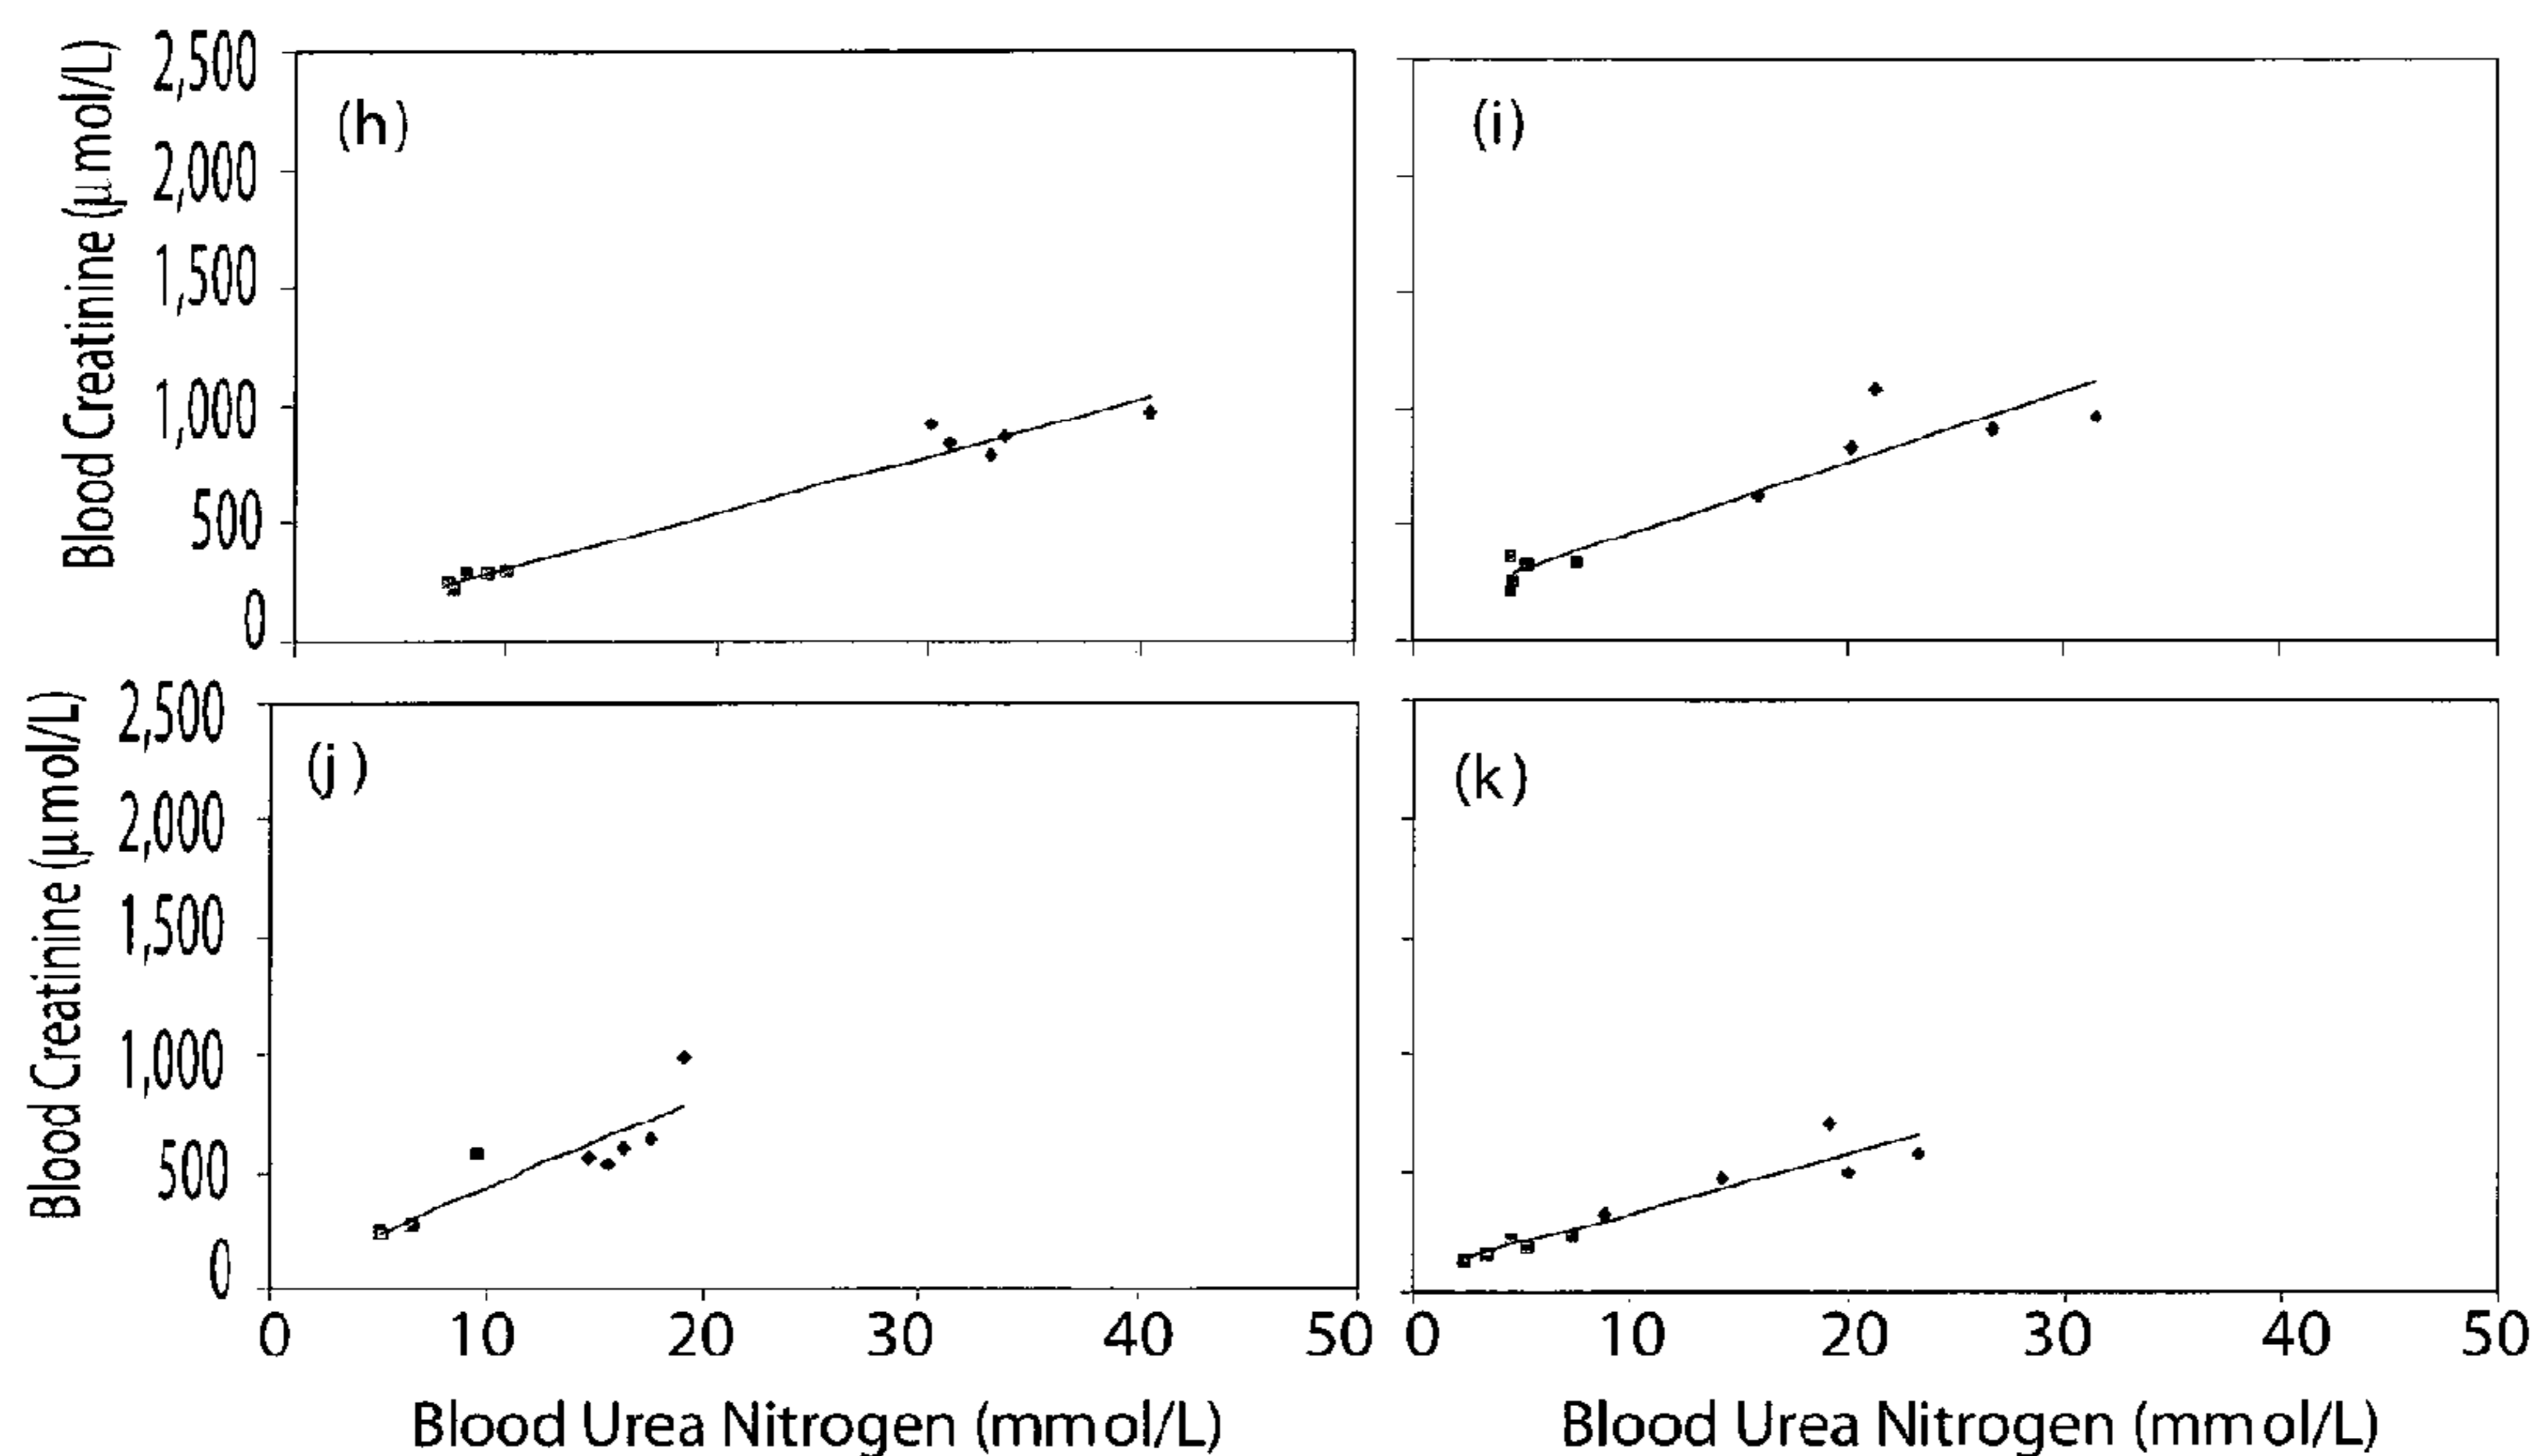 2,500
2,000
1,500
1,000
500
0
Blood Creatinine (μmol/L)
(h)
(i)
2,500
2,000
1,500
1,000
500
0
Blood Creatinine (μmol/L)
(j)
(k)
0 10 20 30 40 50 0 10 20 30 40 50
Blood Urea Nitrogen (mmol/L) Blood Urea Nitrogen (mmol/L)